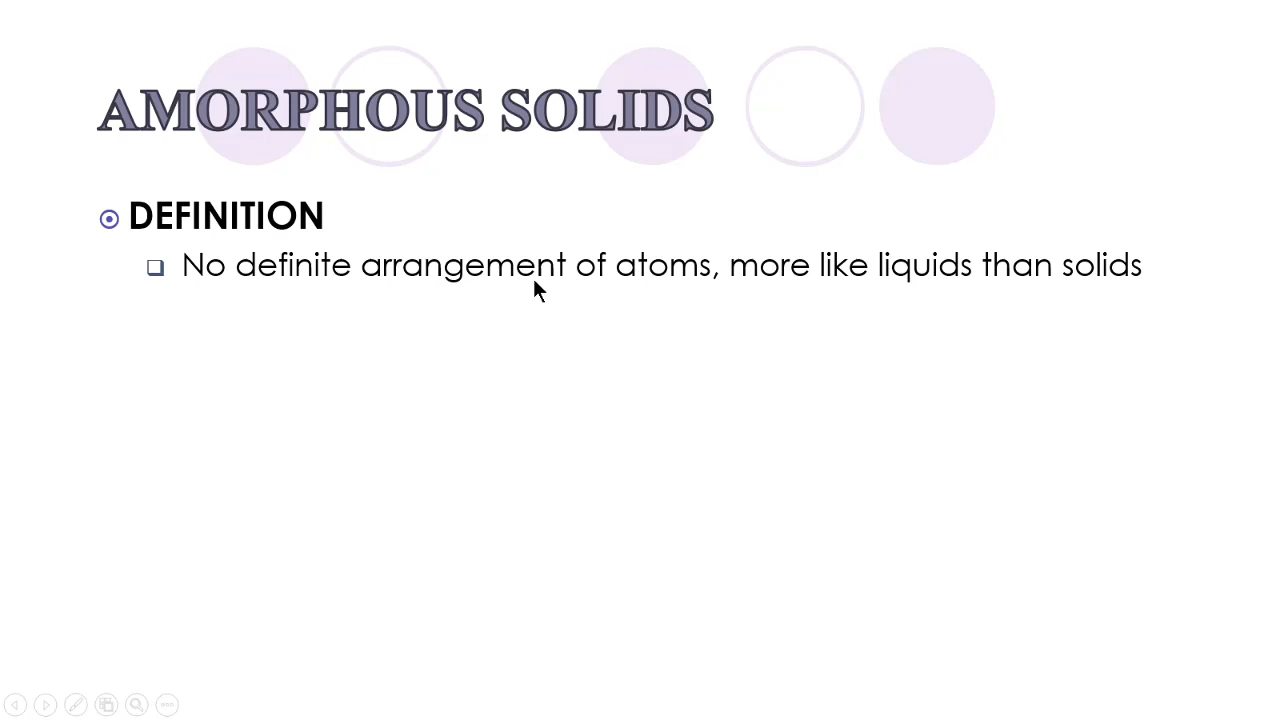 AMORPHOUS SOLIDS
DEFINITION
No definite arrangement of atoms, more like liquids than solids